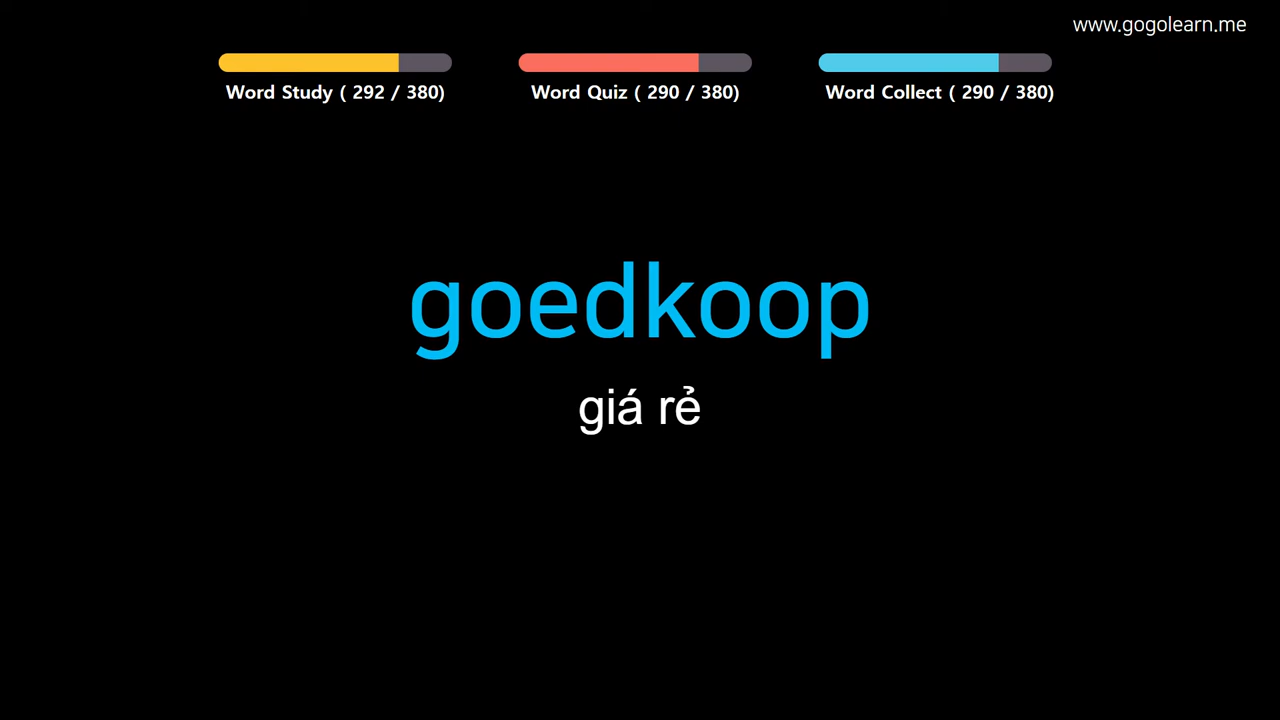 www.gogolearn.me
Word Study ( 292 / 380)
Word Quiz ( 290 / 380)
Word Collect ( 290 / 380)
goedkoop
giá rẻ